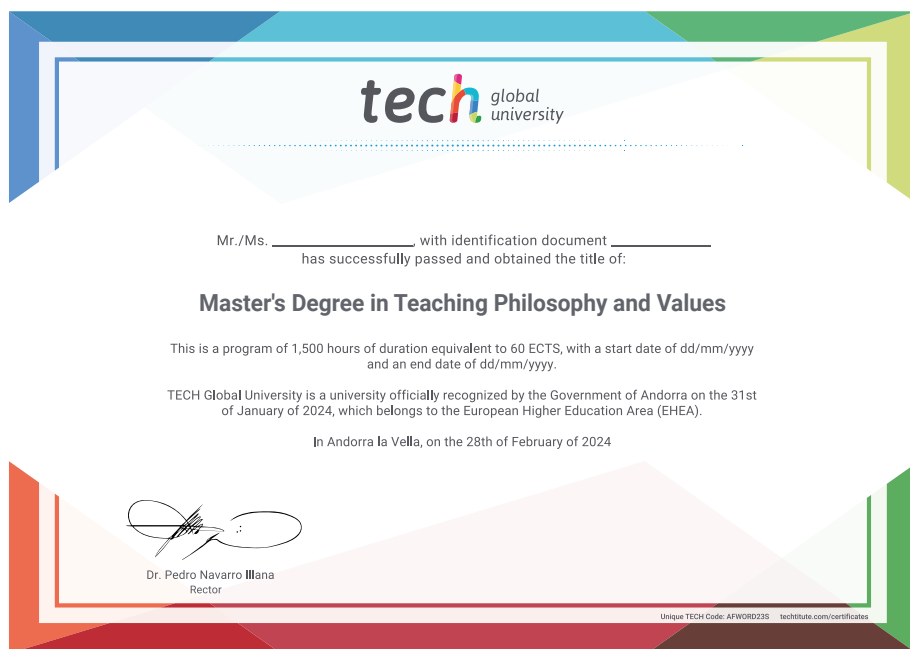 tech global university
Mr./Ms. ____________________, with identification document ______________
has successfully passed and obtained the title of:
Master's Degree in Teaching Philosophy and Values
This is a program of 1,500 hours of duration equivalent to 60 ECTS, with a start date of dd/mm/yyyy
and an end date of dd/mm/yyyy.
TECH Global University is a university officially recognized by the Government of Andorra on the 31st
of January of 2024, which belongs to the European Higher Education Area (EHEA).
In Andorra la Vella, on the 28th of February of 2024
Dr. Pedro Navarro Illana
Rector
Unique TECH Code: AFWORD23S techtitute.com/certificates